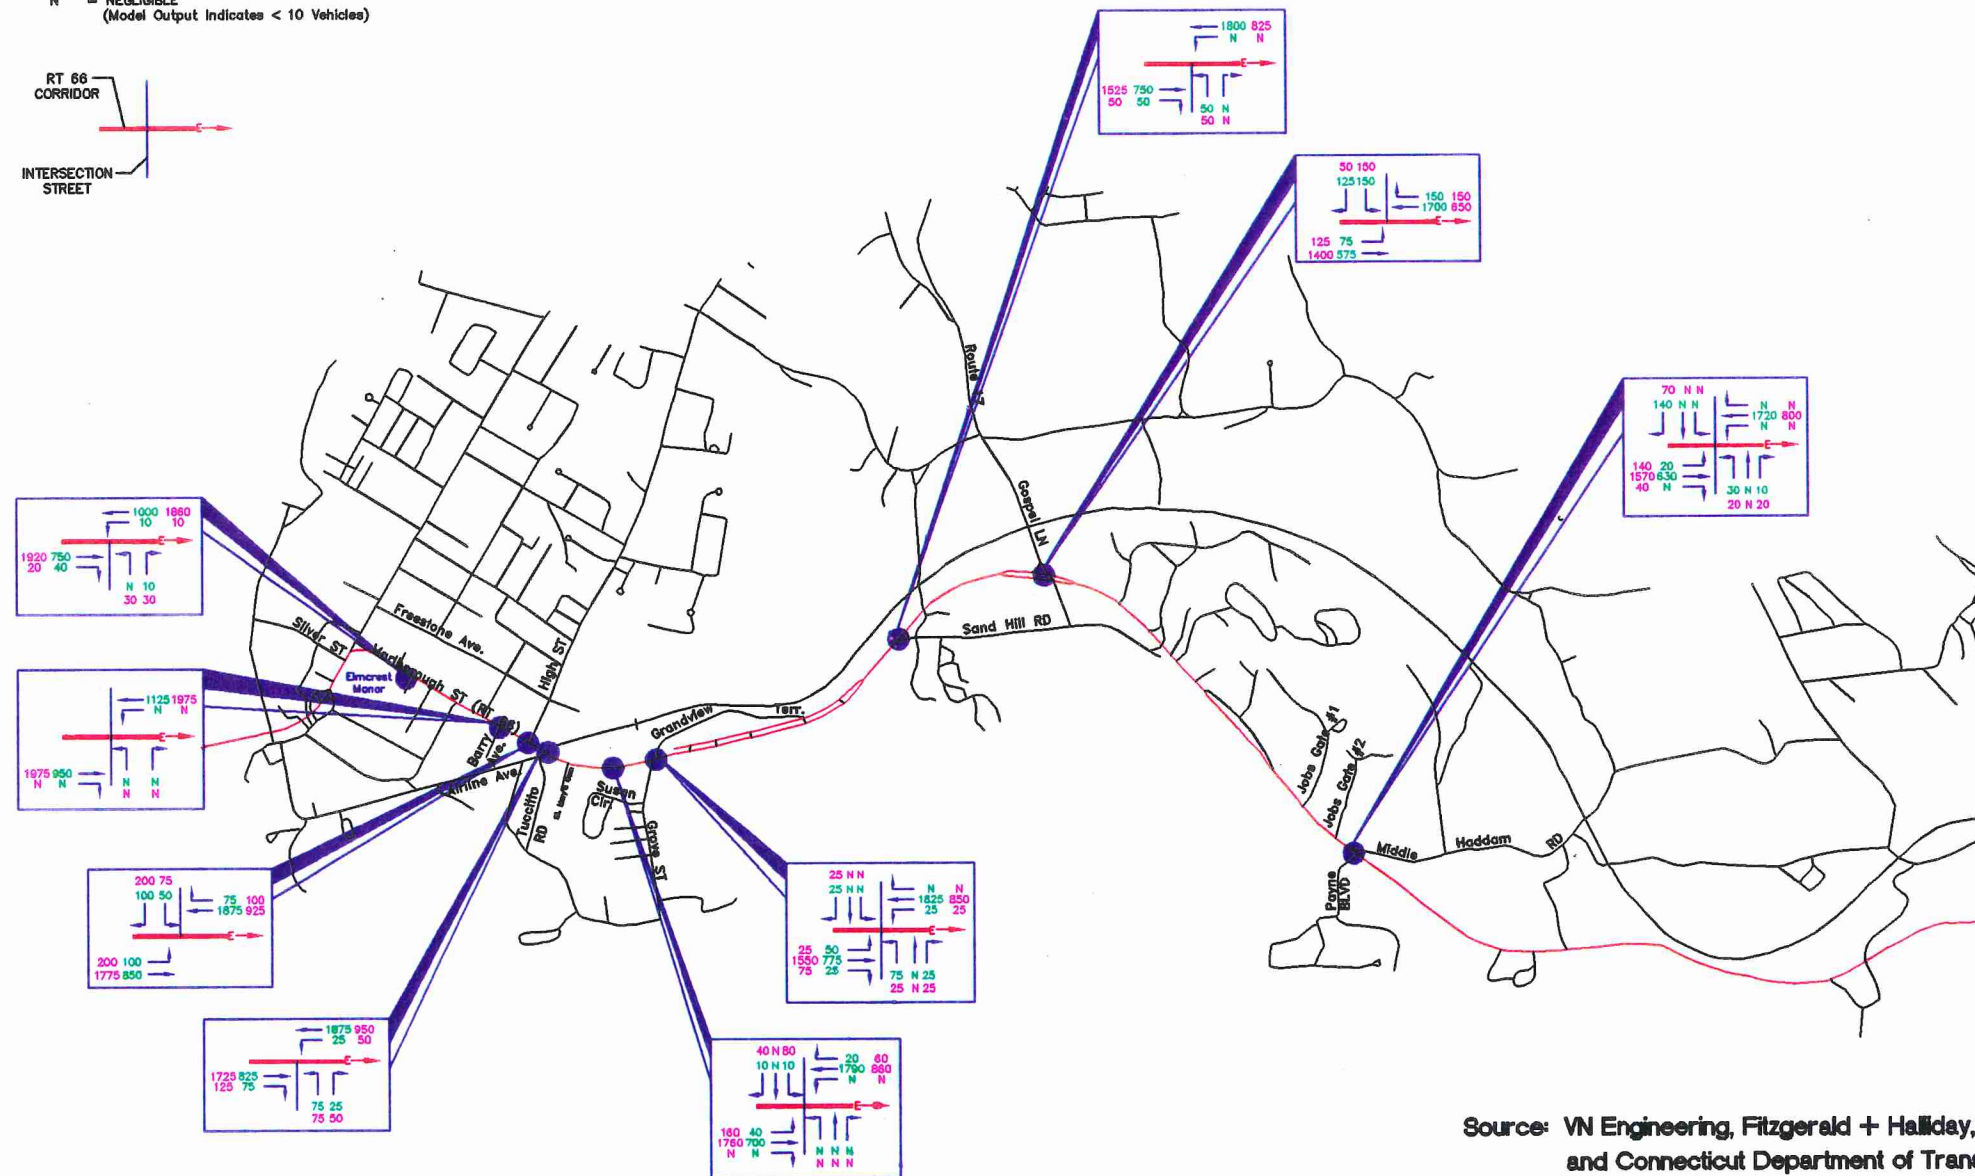 N = NEGLIGIBLE
(Model Output Indicates < 10 Vehicles)
RT 66
CORRIDOR
E
INTERSECTION
STREET
1800 825
N N
E
1525 750
50 50
50 N
50 N
50 150
125 150
150 150
1700 650
E
125 75
1400 575
70 N N
140 N N
N N
1720 800
N N
E
140 20
1570 630
40 N
30 N 10
20 N 20
1000 1860
10 10
E
1920 750
20 40
N 10
30 30
1125 1975
N N
E
1975 950
N N
N N
N N
200 75
100 50
75 100
1675 925
E
200 100
1775 850
1675 950
25 50
E
1725 825
125 75
75 25
75 50
25 N N
25 N N
N N
1825 850
25 25
E
25 50
1550 775
75 25
75 N 25
25 N 25
40 N 80
10 N 10
20 60
1790 860
N N
E
160 40
1760 700
N N
N N N
N N N
Route
Gospel LN
Sand Hill RD
Freestone Ave.
Silver ST
Marlborough ST (RT 66)
Elmcrest
Manor
High ST
Grandview Terr.
Barry
Ave.
Airline Ave.
Tuccitto
RD
Susan
Cir.
Grove ST
Jobs Gate #1
Jobs Gate #2
Middle Haddam RD
Payne
BLVD
Source: VN Engineering, Fitzgerald + Halliday,
and Connecticut Department of Tran